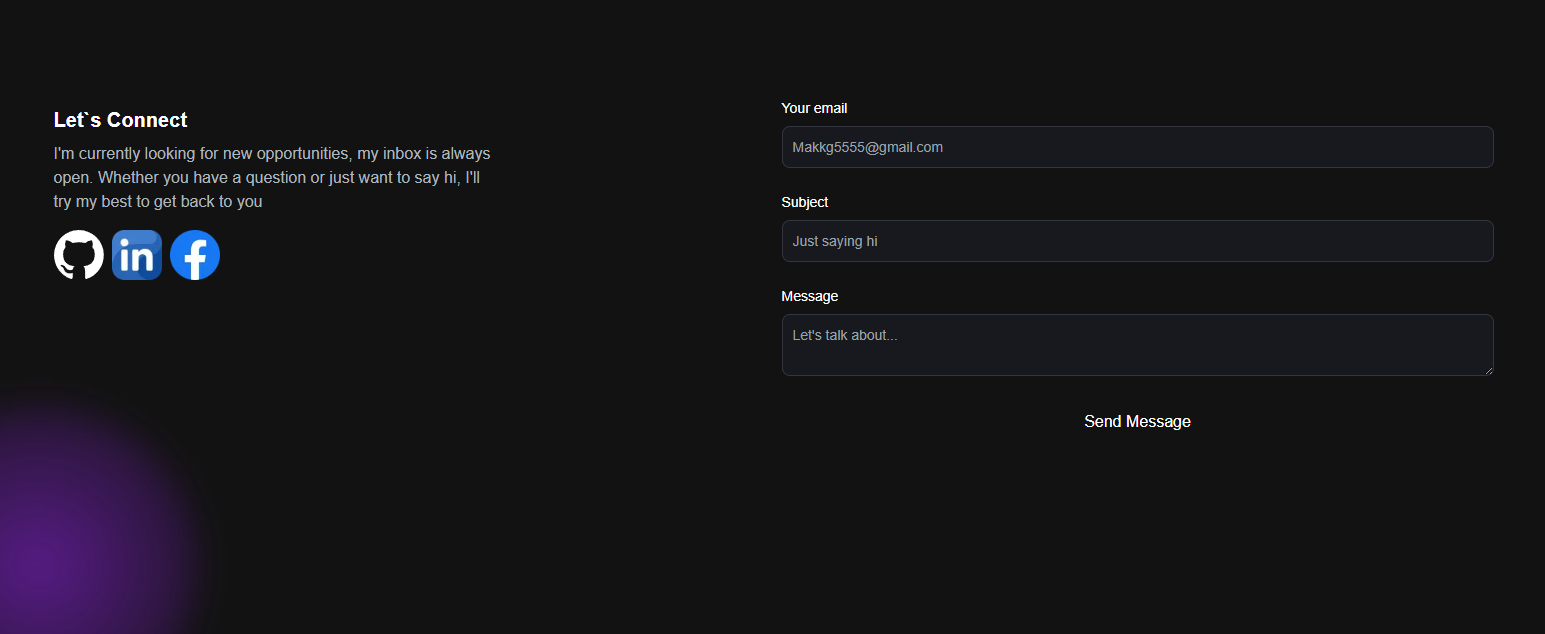 Let`s Connect
I'm currently looking for new opportunities, my inbox is always
open. Whether you have a question or just want to say hi, I'll
try my best to get back to you
in f
Your email
Makkg5555@gmail.com
Subject
Just saying hi
Message
Let's talk about...
Send Message